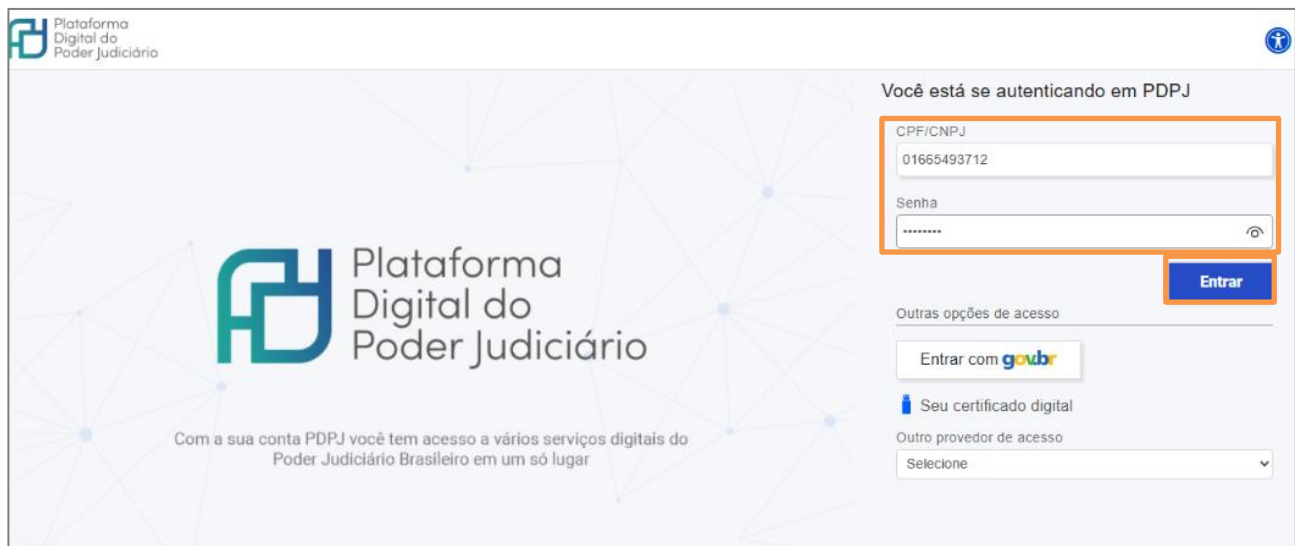 Plataforma
Digital do
Poder Judiciário
Você está se autenticando em PDPJ
CPF/CNPJ
01665493712
Senha
••••••••
Entrar
Outras opções de acesso
Entrar com gov.br
Seu certificado digital
Outro provedor de acesso
Selecione
Plataforma
Digital do
Poder Judiciário
Com a sua conta PDPJ você tem acesso a vários serviços digitais do
Poder Judiciário Brasileiro em um só lugar